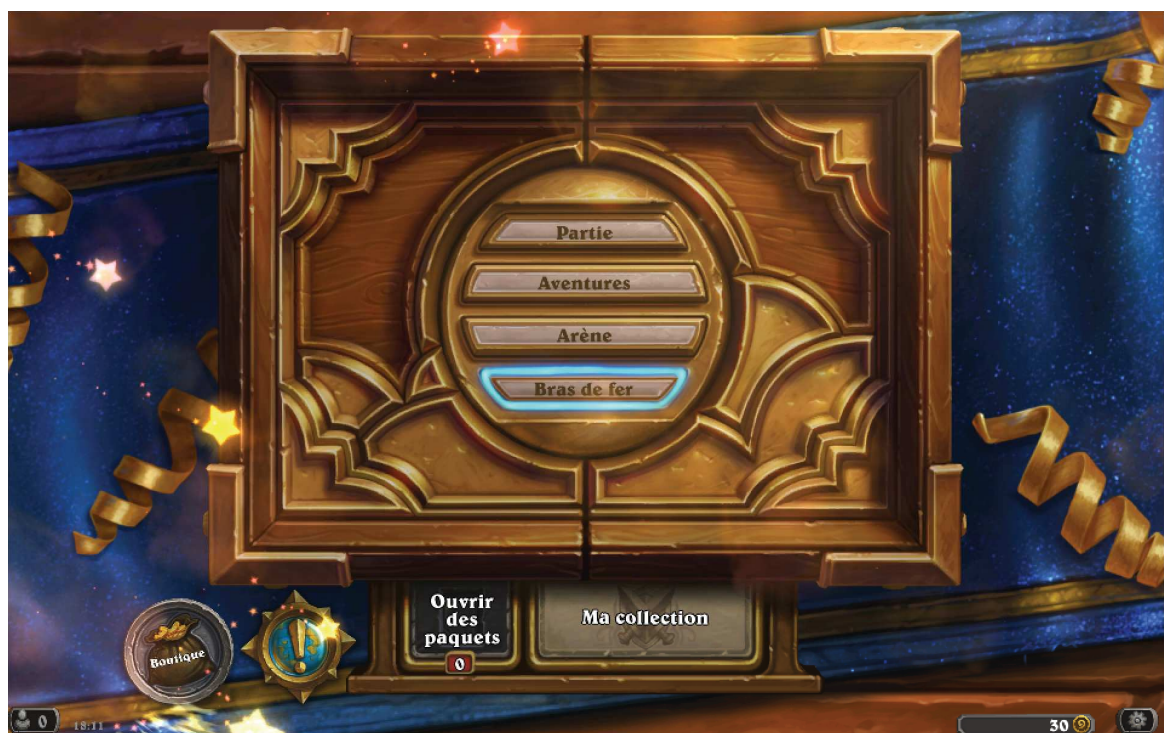 Partie
Aventures
Arène
Bras de fer
Ouvrir
des
paquets
0
Ma collection
Boutique
0
18:11
30